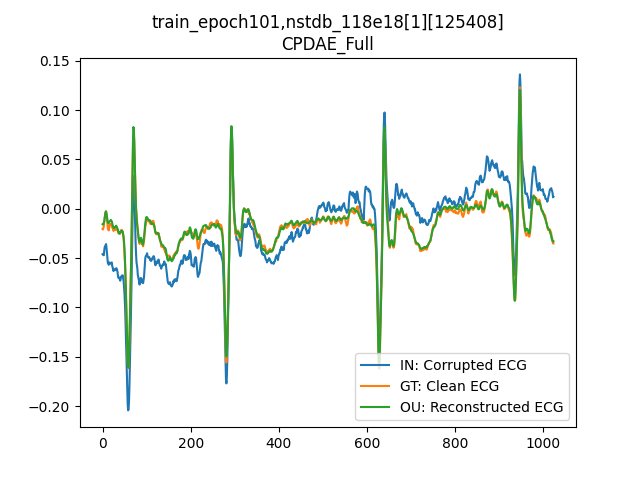 train_epoch101,nstdb_118e18[1][125408]
CPDAE_Full
0.15
0.10
0.05
0.00
−0.05
−0.10
−0.15
−0.20
IN: Corrupted ECG
GT: Clean ECG
OU: Reconstructed ECG
0 200 400 600 800 1000